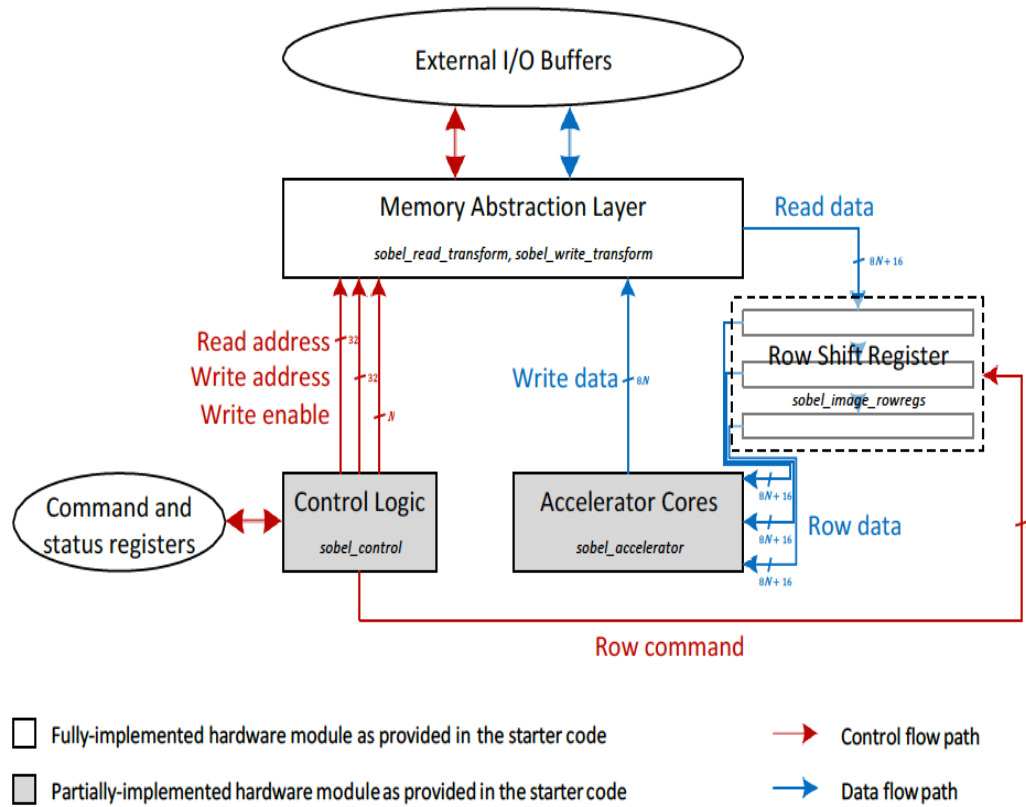 External I/O Buffers
Memory Abstraction Layer
sobel_read_transform, sobel_write_transform
Read data
8N+16
Read address
32
Write address
32
Write enable
N
Write data
8N
Row Shift Register
sobel_image_rowregs
Command and
status registers
Control Logic
sobel_control
Accelerator Cores
sobel_accelerator
8N+16
8N+16
8N+16
Row data
Row command
Fully-implemented hardware module as provided in the starter code
Control flow path
Partially-implemented hardware module as provided in the starter code
Data flow path